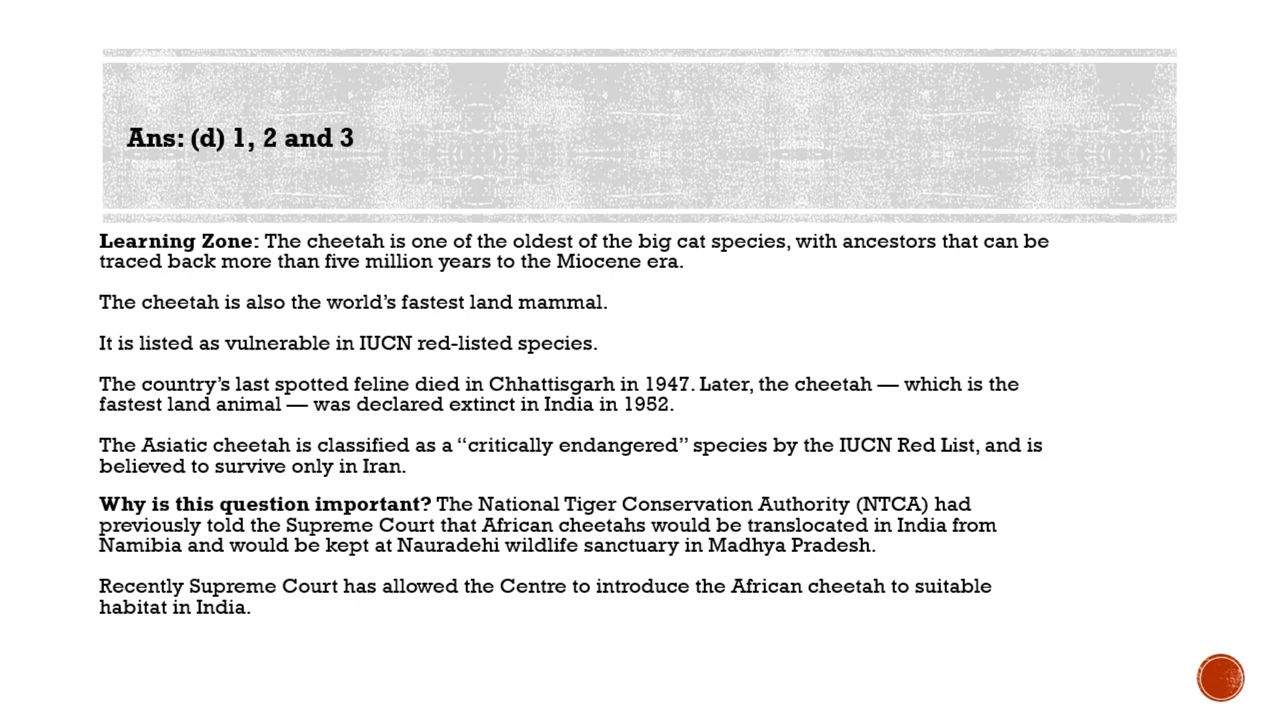 Ans: (d) 1, 2 and 3
Learning Zone: The cheetah is one of the oldest of the big cat species, with ancestors that can be
traced back more than five million years to the Miocene era.
The cheetah is also the world’s fastest land mammal.
It is listed as vulnerable in IUCN red-listed species.
The country’s last spotted feline died in Chhattisgarh in 1947. Later, the cheetah — which is the
fastest land animal — was declared extinct in India in 1952.
The Asiatic cheetah is classified as a “critically endangered” species by the IUCN Red List, and is
believed to survive only in Iran.
Why is this question important? The National Tiger Conservation Authority (NTCA) had
previously told the Supreme Court that African cheetahs would be translocated in India from
Namibia and would be kept at Nauradehi wildlife sanctuary in Madhya Pradesh.
Recently Supreme Court has allowed the Centre to introduce the African cheetah to suitable
habitat in India.